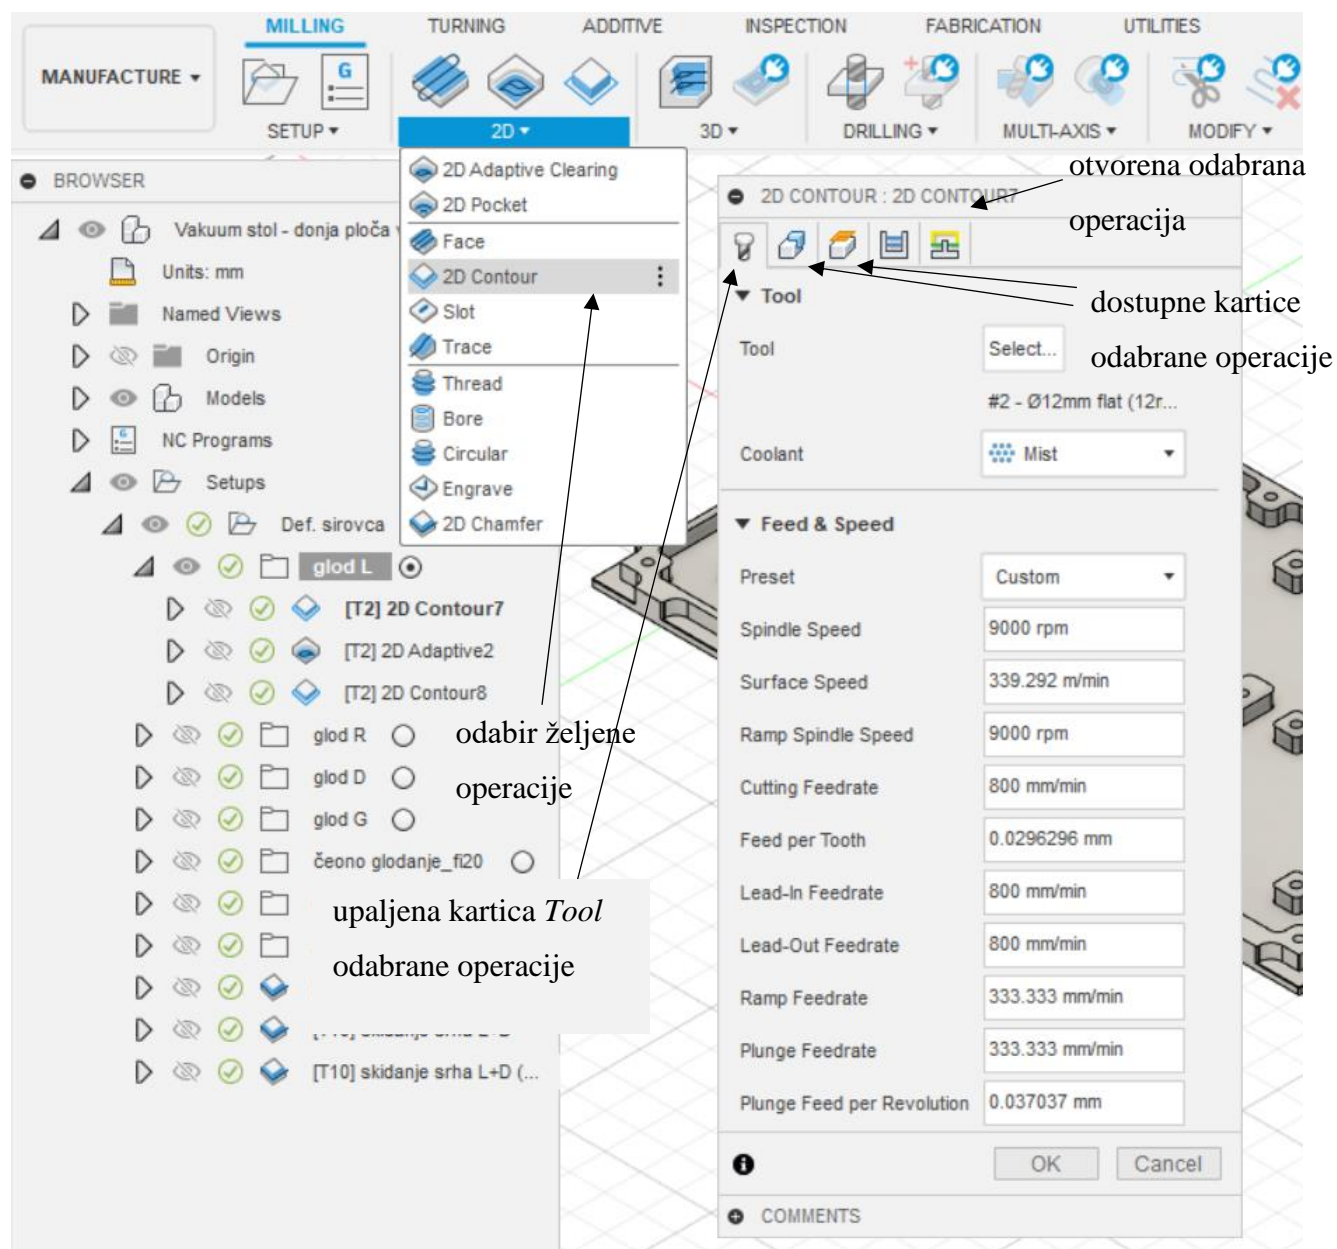 MILLING TURNING ADDITIVE INSPECTION FABRICATION UTILITIES
MANUFACTURE
G
SETUP 2D 3D DRILLING MULTI-AXIS MODIFY
BROWSER
Vakuum stol - donja ploča
Units: mm
Named Views
Origin
Models
NC Programs
Setups
Def. sirovca
glod L
[T2] 2D Contour7
[T2] 2D Adaptive2
[T2] 2D Contour8
glod R
glod D
glod G
čeono glodanje_fi20
[T10] skidanje srha L+D (...
2D Adaptive Clearing
2D Pocket
Face
2D Contour
Slot
Trace
Thread
Bore
Circular
Engrave
2D Chamfer
odabir željene
operacije
upaljena kartica Tool
odabrane operacije
otvorena odabrana
operacija
dostupne kartice
odabrane operacije
2D CONTOUR : 2D CONTOUR7
Tool
Tool Select...
#2 - Ø12mm flat (12r...
Coolant Mist
Feed & Speed
Preset Custom
Spindle Speed 9000 rpm
Surface Speed 339.292 m/min
Ramp Spindle Speed 9000 rpm
Cutting Feedrate 800 mm/min
Feed per Tooth 0.0296296 mm
Lead-In Feedrate 800 mm/min
Lead-Out Feedrate 800 mm/min
Ramp Feedrate 333.333 mm/min
Plunge Feedrate 333.333 mm/min
Plunge Feed per Revolution 0.037037 mm
OK Cancel
COMMENTS